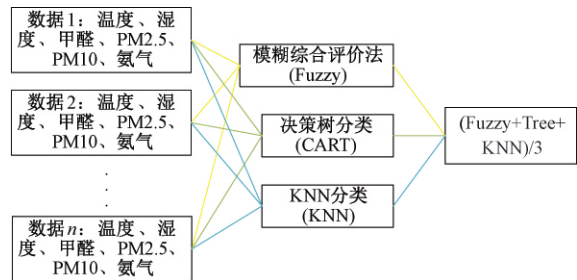 数据1：温度、湿
度、甲醛、PM2.5、
PM10、氨气
数据2：温度、湿
度、甲醛、PM2.5、
PM10、氨气
.
.
.
数据n：温度、湿
度、甲醛、PM2.5、
PM10、氨气
模糊综合评价法
(Fuzzy)
决策树分类
(CART)
KNN分类
(KNN)
(Fuzzy+Tree+
KNN)/3